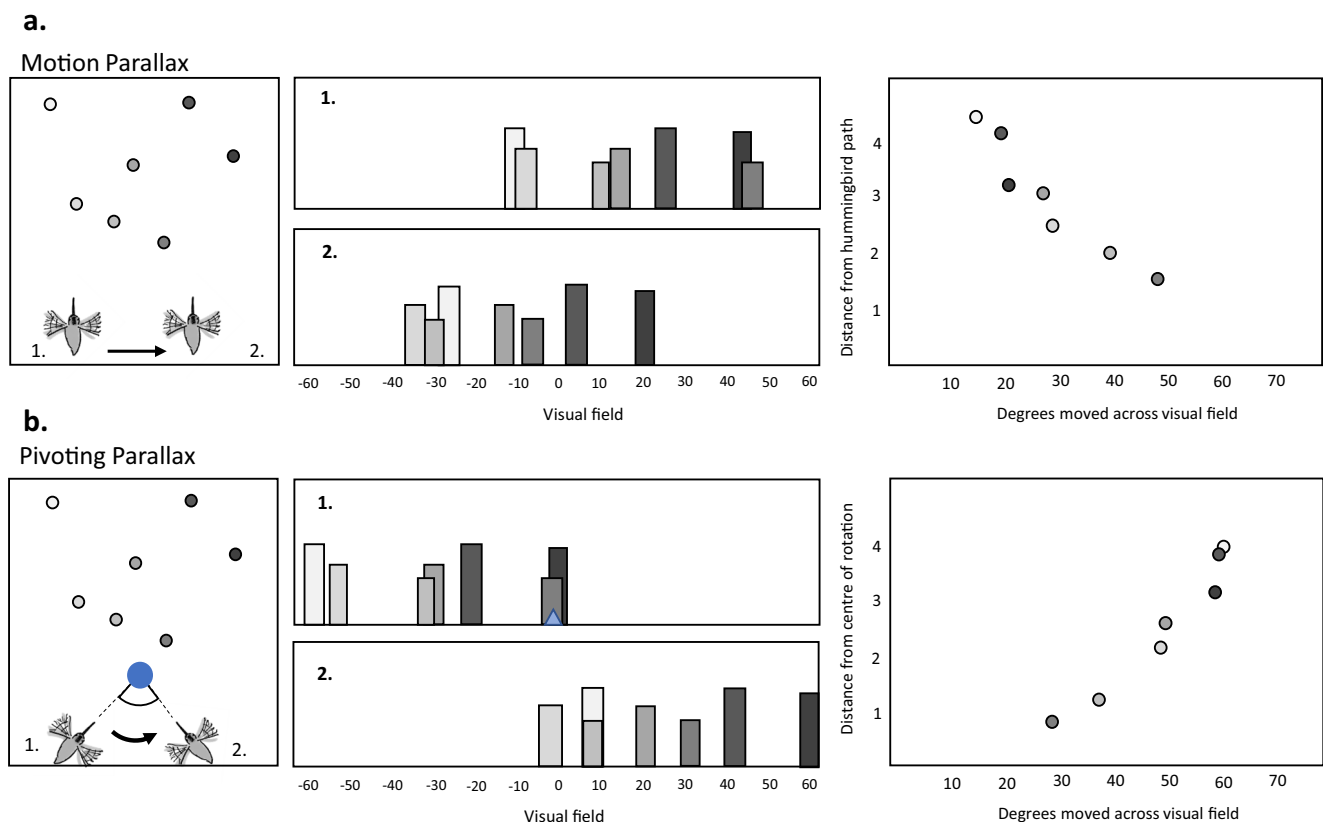 a.
Motion Parallax
1.
2.
1.
2.
-60 -50 -40 -30 -20 -10 0 10 20 30 40 50 60
Visual field
Distance from hummingbird path
4
3
2
1
10 20 30 40 50 60 70
Degrees moved across visual field
b.
Pivoting Parallax
1.
2.
1.
2.
-60 -50 -40 -30 -20 -10 0 10 20 30 40 50 60
Visual field
Distance from centre of rotation
4
3
2
1
10 20 30 40 50 60 70
Degrees moved across visual field